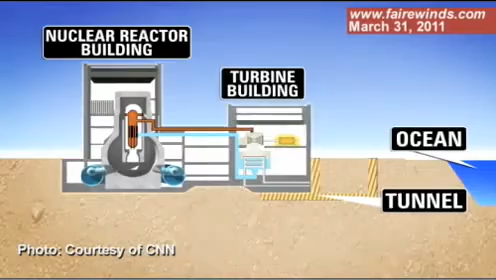 www.fairewinds.com
March 31, 2011
NUCLEAR REACTOR
BUILDING
TURBINE
BUILDING
OCEAN
TUNNEL
Photo: Courtesy of CNN